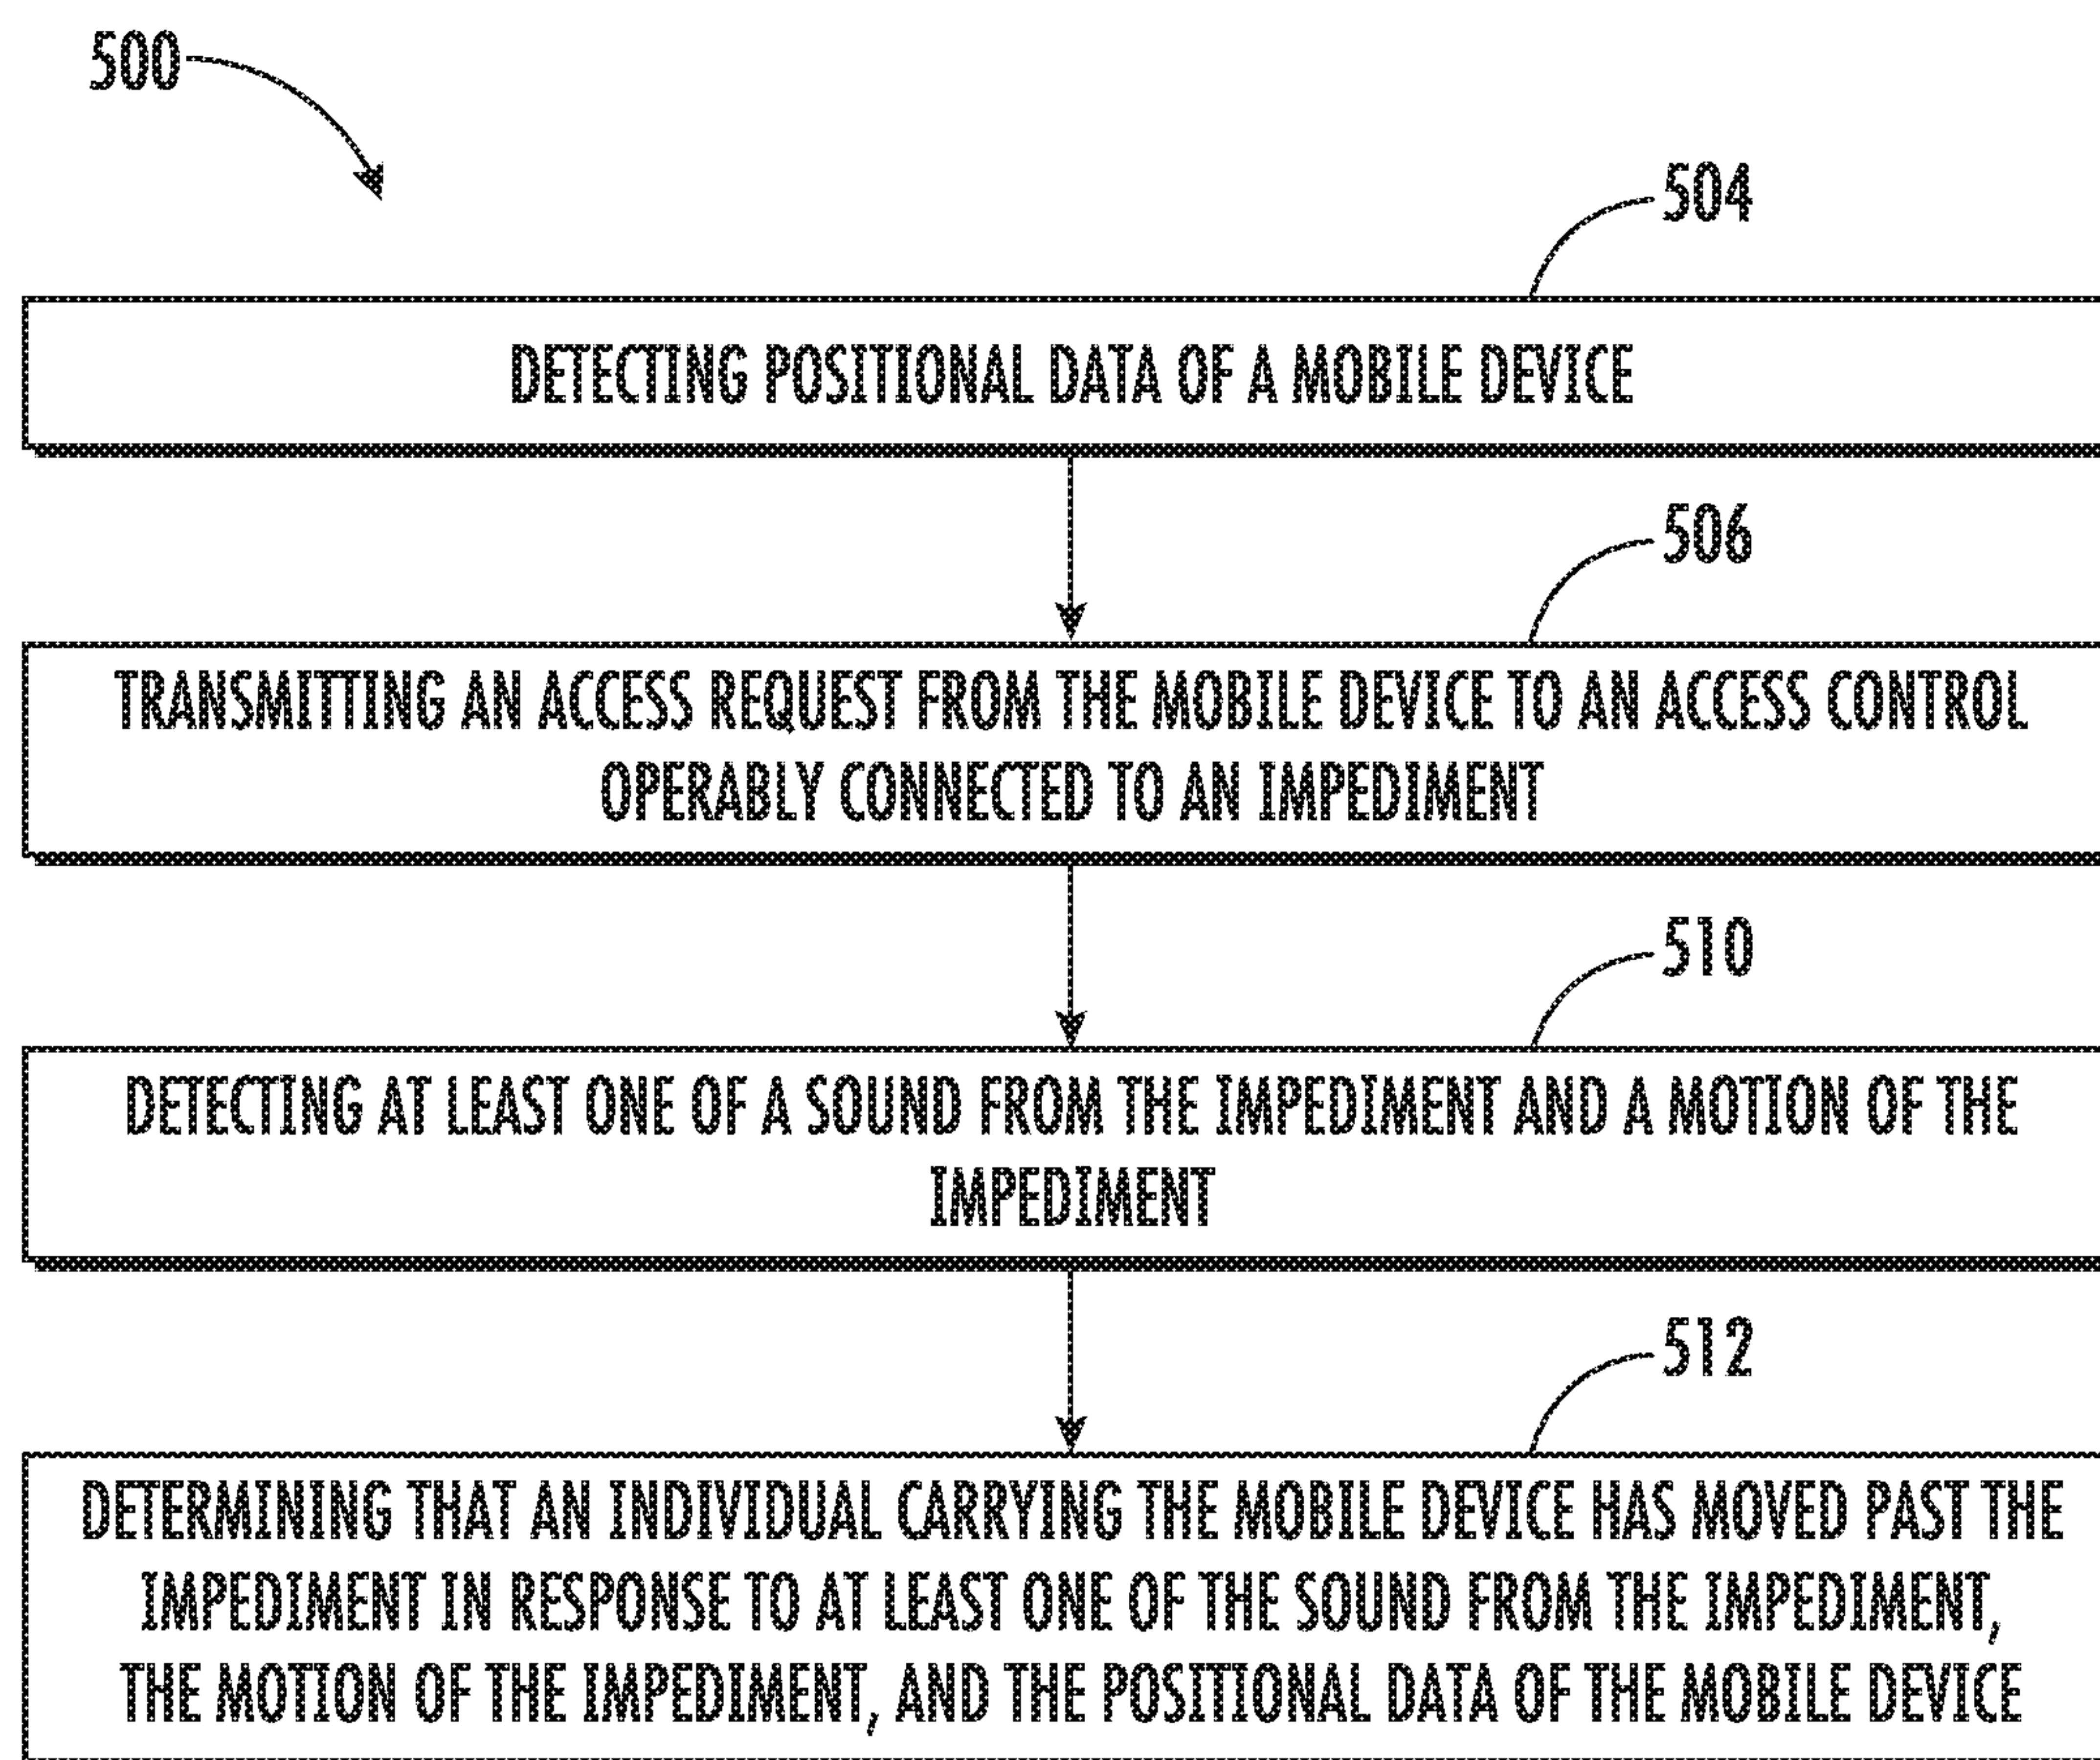 500
504
DETECTING POSITIONAL DATA OF A MOBILE DEVICE
506
TRANSMITTING AN ACCESS REQUEST FROM THE MOBILE DEVICE TO AN ACCESS CONTROL
OPERABLY CONNECTED TO AN IMPEDIMENT
510
DETECTING AT LEAST ONE OF A SOUND FROM THE IMPEDIMENT AND A MOTION OF THE
IMPEDIMENT
512
DETERMINING THAT AN INDIVIDUAL CARRYING THE MOBILE DEVICE HAS MOVED PAST THE
IMPEDIMENT IN RESPONSE TO AT LEAST ONE OF THE SOUND FROM THE IMPEDIMENT,
THE MOTION OF THE IMPEDIMENT, AND THE POSITIONAL DATA OF THE MOBILE DEVICE